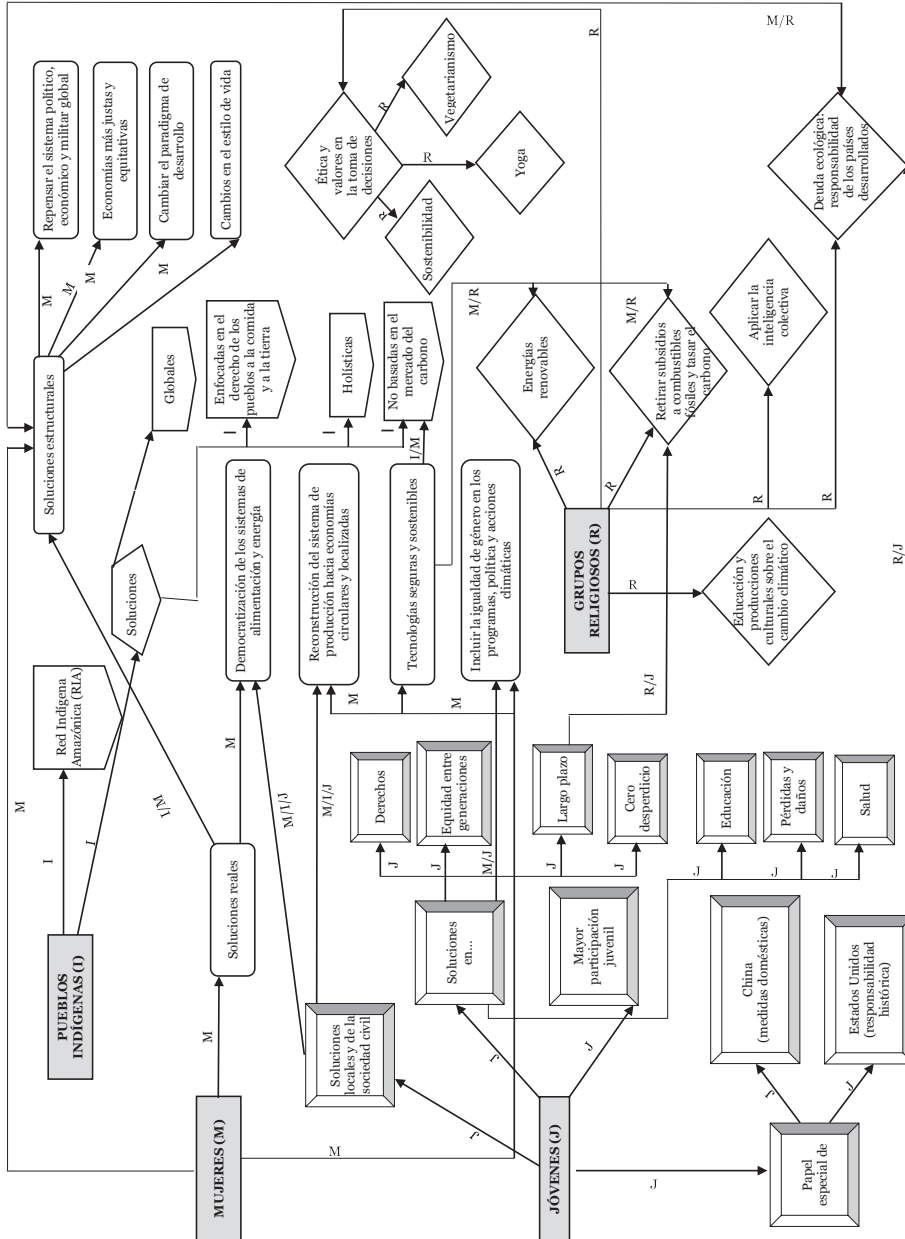 PUEBLOS
INDÍGENAS (I)
I
I
Red Indígena
Amazónica (RIA)
Soluciones
Globales
I
Enfocadas en el
derecho de los
pueblos a la comida
y a la tierra
I
Holísticas
I
No basadas en el
mercado del
carbono
I/M
MUJERES (M)
M
M
M
Soluciones reales
I/M
M
Soluciones estructurales
M
M
M
M
Repensar el sistema político,
económico y militar global
Economías más justas y
equitativas
Cambiar el paradigma de
desarrollo
Cambios en el estilo de vida
Democratización de los sistemas de
alimentación y energía
Reconstrucción del sistema de
producción hacia economías
circulares y localizadas
Tecnologías seguras y sostenibles
Incluir la igualdad de género en los
programas, política y acciones
climáticas
M
M
M/I/J
M/I/J
M/J
JÓVENES (J)
J
J
J
J
Soluciones
locales y de la
sociedad civil
Soluciones
en...
Mayor
participación
juvenil
Papel
especial de
J
J
China
(medidas domésticas)
Estados Unidos
(responsabilidad
histórica)
J
J
J
J
Derechos
Equidad entre
generaciones
Largo plazo
Cero
desperdicio
J
J
J
Educación
Pérdidas y
daños
Salud
R/J
GRUPOS
RELIGIOSOS (R)
R
R
R
R
R
R
Educación y
producciones
culturales sobre el
cambio climático
Energías
renovables
Retirar subsidios
a combustibles
fósiles y tasar el
carbono
Aplicar la
inteligencia
colectiva
Deuda ecológica:
responsabilidad
de los países
desarrollados
M/R
M/R
M/R
R/J
Ética y
valores en
la toma de
decisiones
R
R
R
Sostenibilidad
Yoga
Vegetarianismo